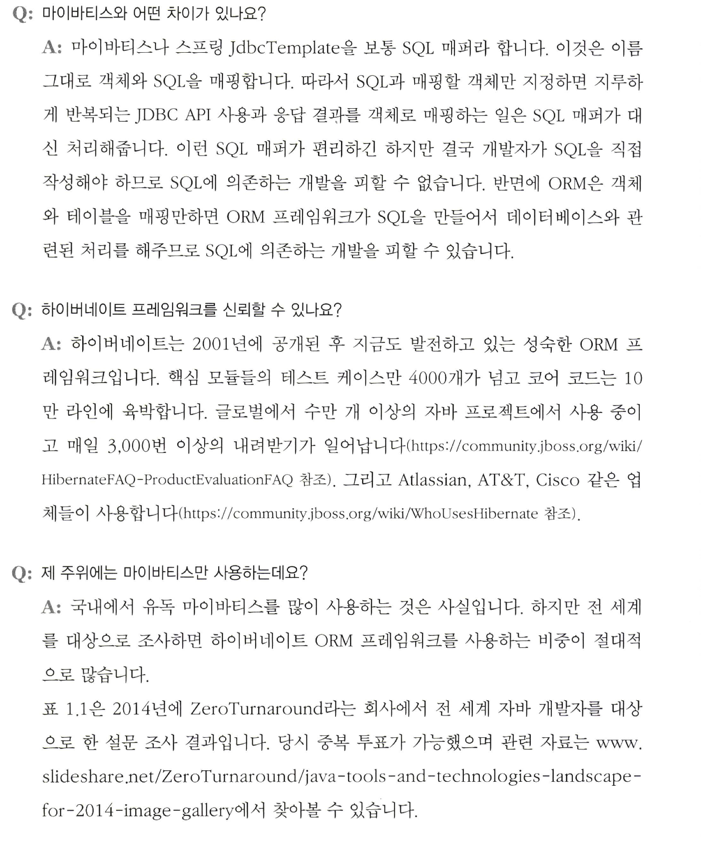 Q: 마이바티스와 어떤 차이가 있나요?
A: 마이바티스나 스프링 JdbcTemplate을 보통 SQL 매퍼라 합니다. 이것은 이름
그대로 객체와 SQL을 매핑합니다. 따라서 SQL과 매핑할 객체만 지정하면 지루하
게 반복되는 JDBC API 사용과 응답 결과를 객체로 매핑하는 일은 SQL 매퍼가 대
신 처리해줍니다. 이런 SQL 매퍼가 편리하긴 하지만 결국 개발자가 SQL을 직접
작성해야 하므로 SQL에 의존하는 개발을 피할 수 없습니다. 반면에 ORM은 객체
와 테이블을 매핑만하면 ORM 프레임워크가 SQL을 만들어서 데이터베이스와 관
련된 처리를 해주므로 SQL에 의존하는 개발을 피할 수 있습니다.
Q: 하이버네이트 프레임워크를 신뢰할 수 있나요?
A: 하이버네이트는 2001년에 공개된 후 지금도 발전하고 있는 성숙한 ORM 프
레임워크입니다. 핵심 모듈들의 테스트 케이스만 4000개가 넘고 코어 코드는 10
만 라인에 육박합니다. 글로벌에서 수만 개 이상의 자바 프로젝트에서 사용 중이
고 매일 3,000번 이상의 내려받기가 일어납니다(https://community.jboss.org/wiki/
HibernateFAQ-ProductEvaluationFAQ 참조). 그리고 Atlassian, AT&T, Cisco 같은 업
체들이 사용합니다(https://community.jboss.org/wiki/WhoUsesHibernate 참조).
Q: 제 주위에는 마이바티스만 사용하는데요?
A: 국내에서 유독 마이바티스를 많이 사용하는 것은 사실입니다. 하지만 전 세계
를 대상으로 조사하면 하이버네이트 ORM 프레임워크를 사용하는 비중이 절대적
으로 많습니다.
표 1.1은 2014년에 ZeroTurnaround라는 회사에서 전 세계 자바 개발자를 대상
으로 한 설문 조사 결과입니다. 당시 중복 투표가 가능했으며 관련 자료는 www.
slideshare.net/ZeroTurnaround/java-tools-and-technologies-landscape-
for-2014-image-gallery에서 찾아볼 수 있습니다.